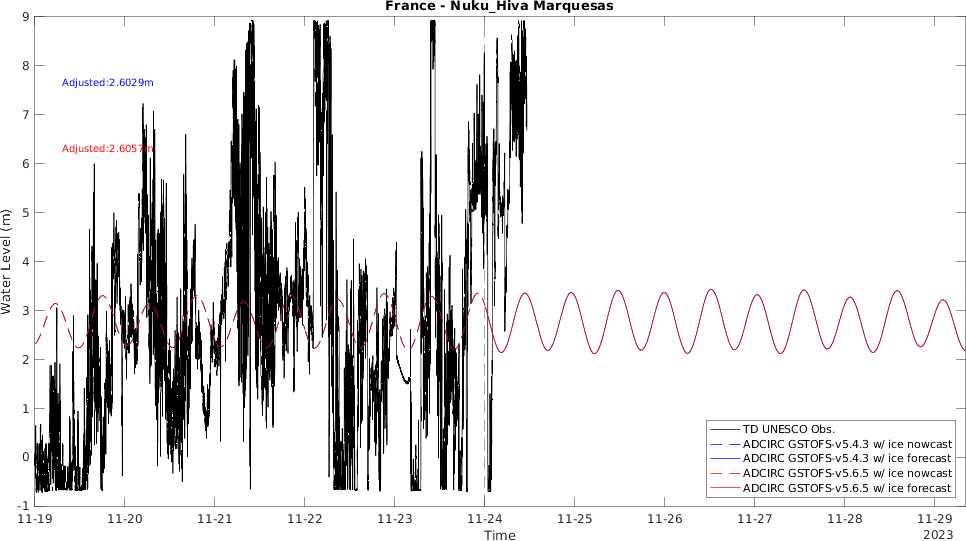 France - Nuku_Hiva Marquesas
Water Level (m)
9
8
7
6
5
4
3
2
1
0
-1
Adjusted:2.6029m
Adjusted:2.6057m
TD UNESCO Obs.
ADCIRC GSTOFS-v5.4.3 w/ ice nowcast
ADCIRC GSTOFS-v5.4.3 w/ ice forecast
ADCIRC GSTOFS-v5.6.5 w/ ice nowcast
ADCIRC GSTOFS-v5.6.5 w/ ice forecast
11-19 11-20 11-21 11-22 11-23 11-24 11-25 11-26 11-27 11-28 11-29
Time
2023